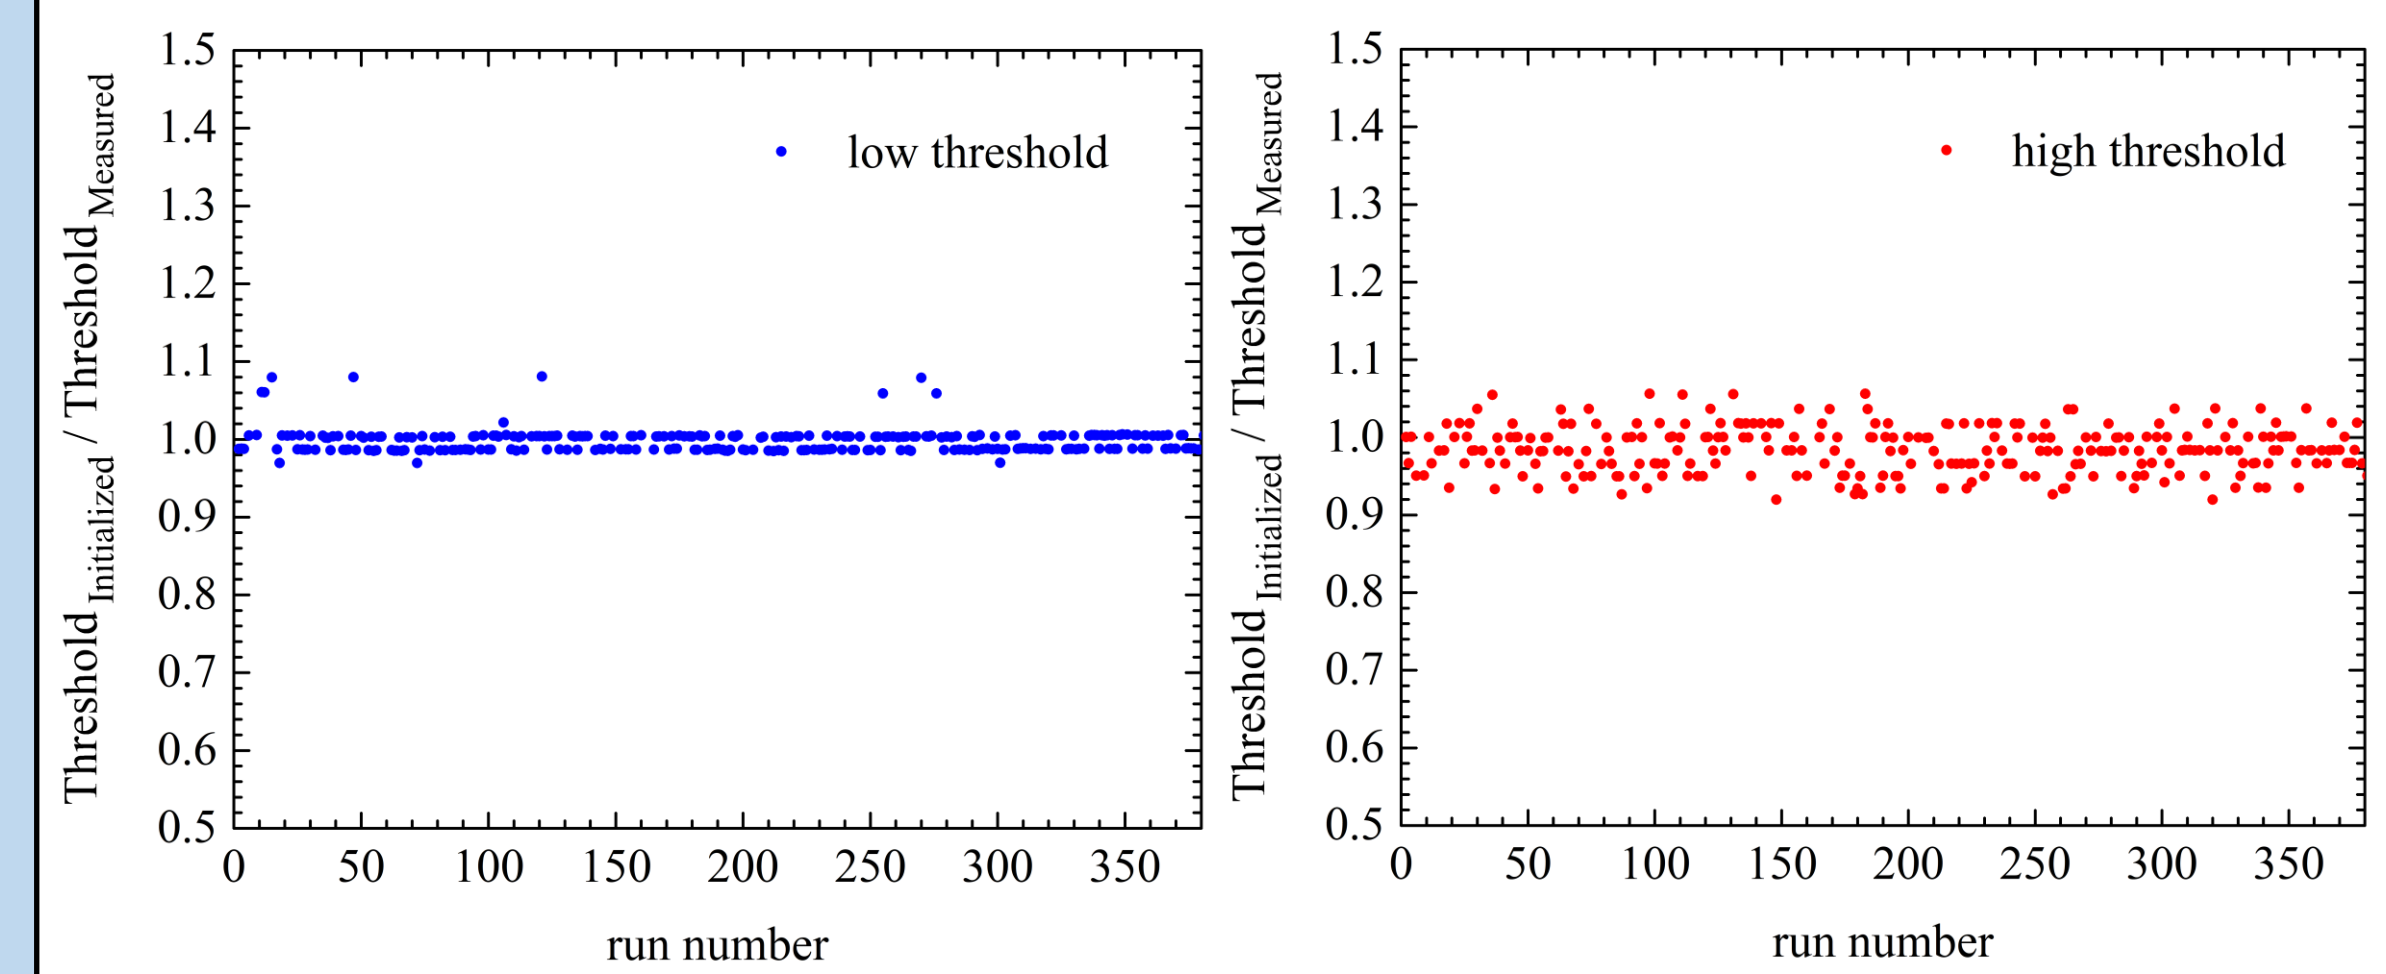 Threshold Initialized / Threshold Measured
1.5
1.4
1.3
1.2
1.1
1.0
0.9
0.8
0.7
0.6
0.5
low threshold
0 50 100 150 200 250 300 350
run number
Threshold Initialized / Threshold Measured
1.5
1.4
1.3
1.2
1.1
1.0
0.9
0.8
0.7
0.6
0.5
high threshold
0 50 100 150 200 250 300 350
run number